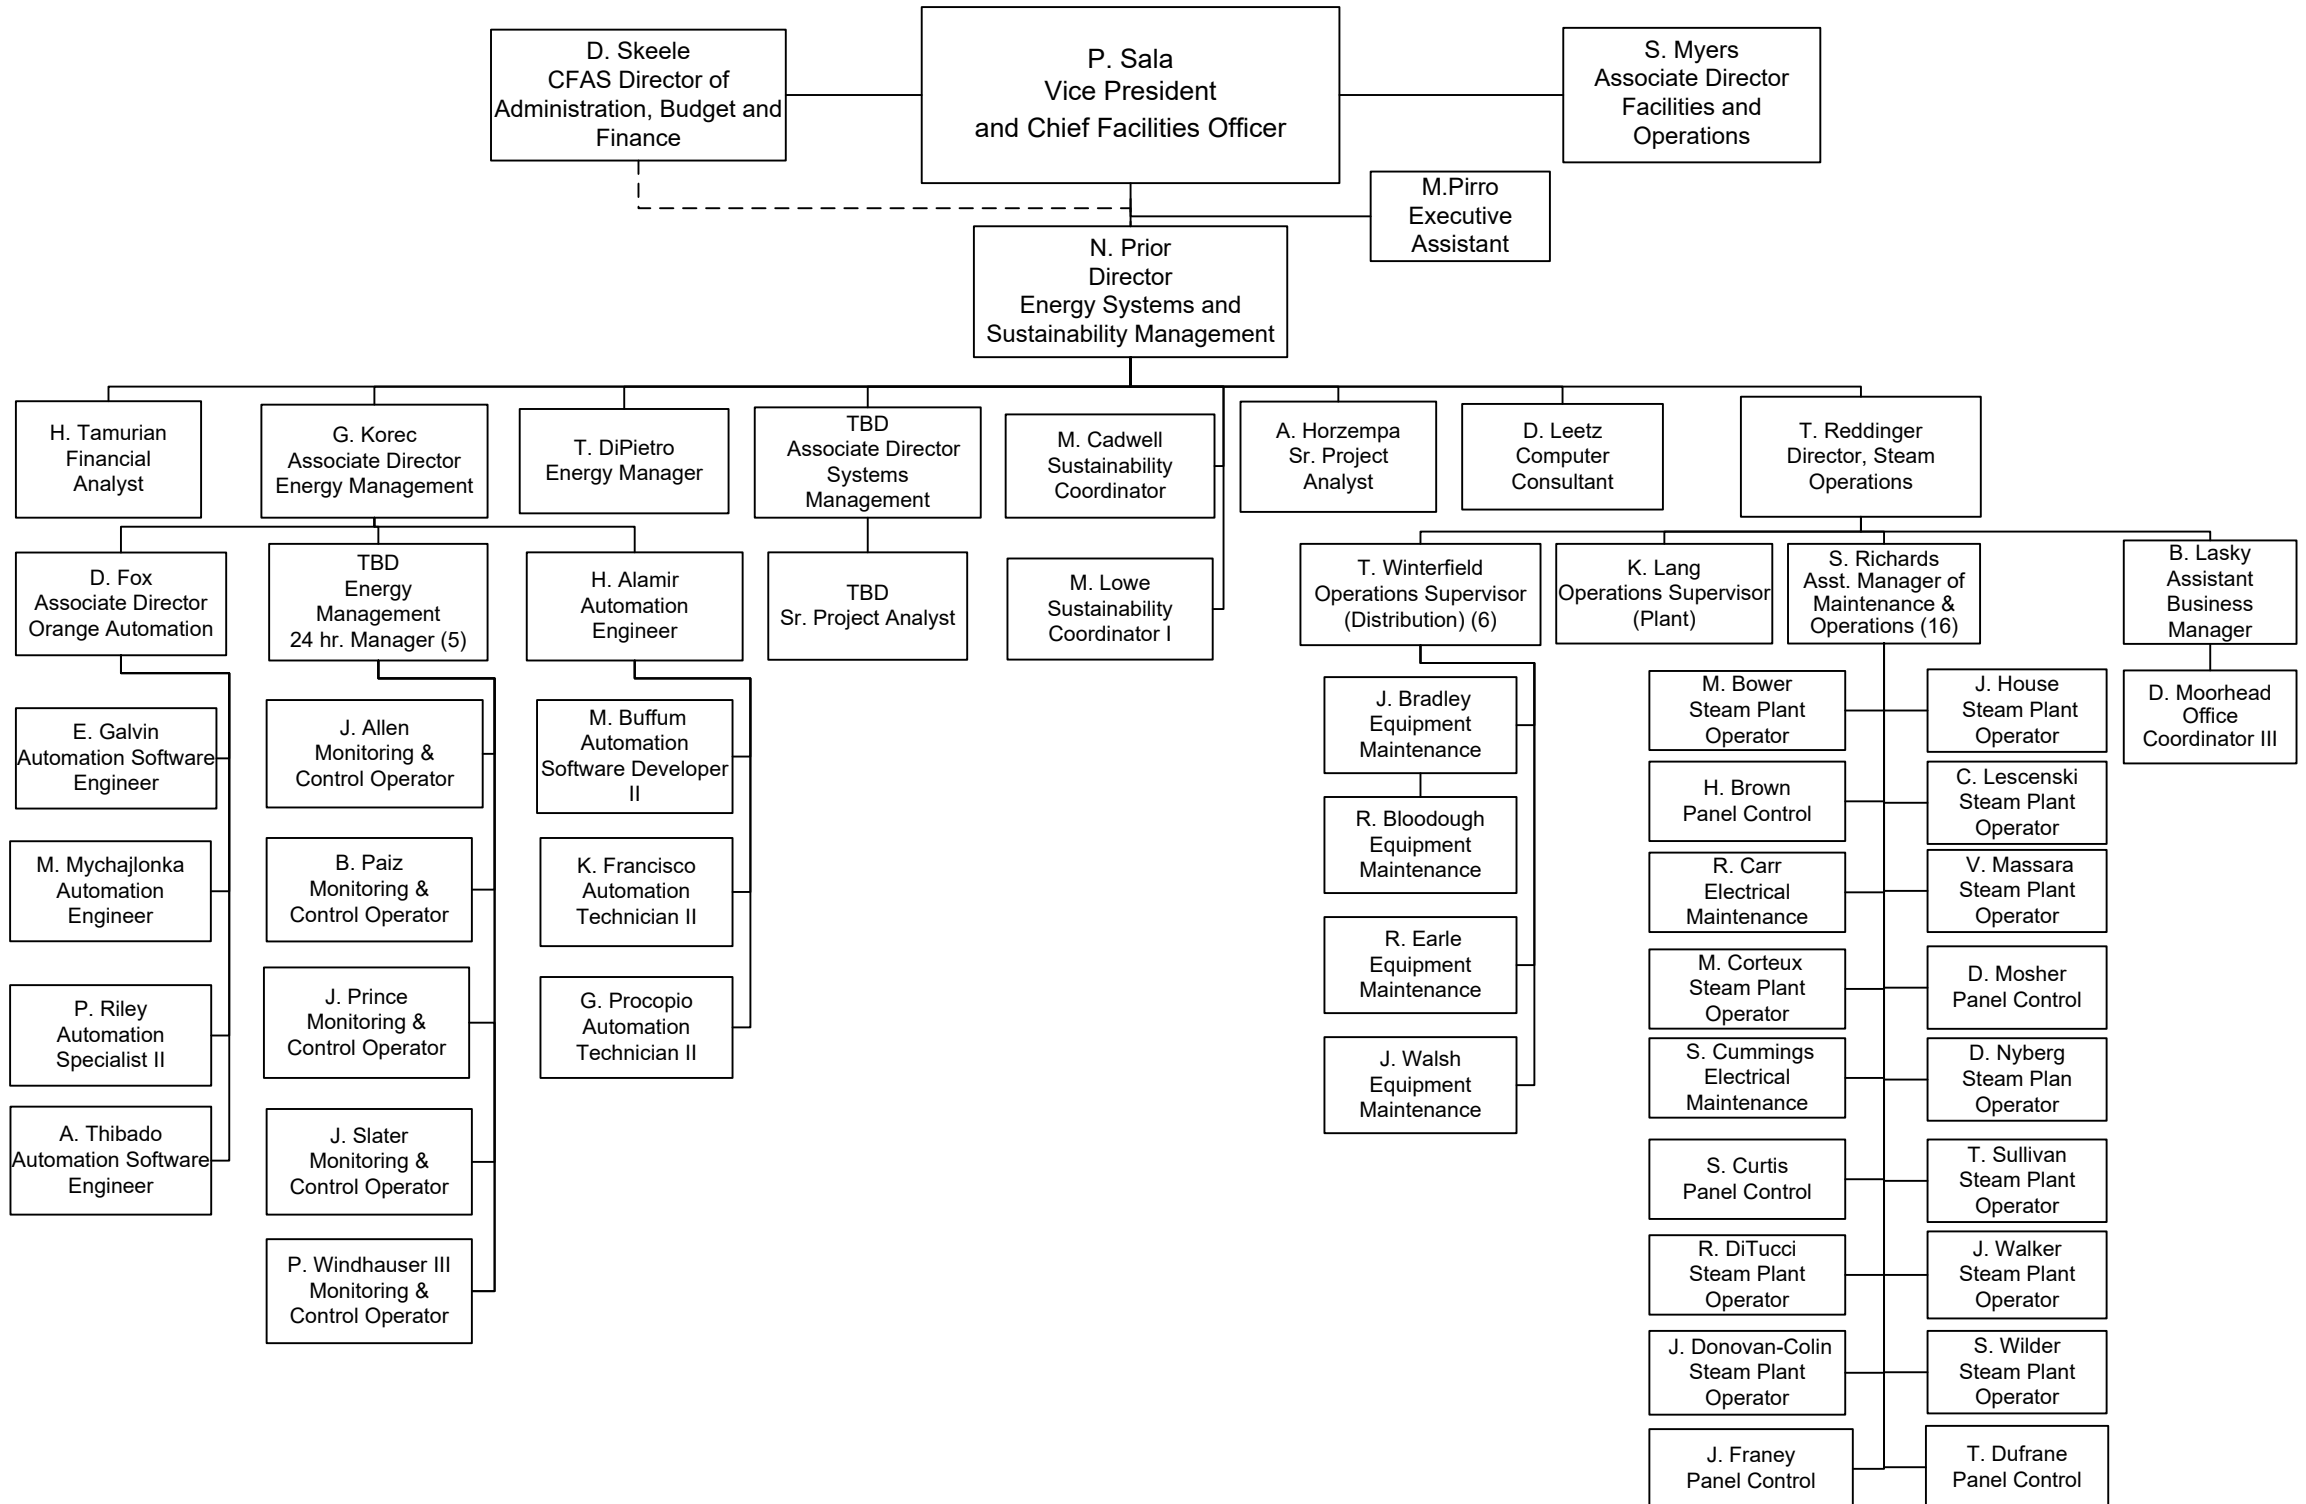 D. Skeele
CFAS Director of
Administration, Budget and
Finance
P. Sala
Vice President
and Chief Facilities Officer
S. Myers
Associate Director
Facilities and
Operations
M.Pirro
Executive
Assistant
N. Prior
Director
Energy Systems and
Sustainability Management
H. Tamurian
Financial
Analyst
G. Korec
Associate Director
Energy Management
T. DiPietro
Energy Manager
TBD
Associate Director
Systems
Management
M. Cadwell
Sustainability
Coordinator
A. Horzempa
Sr. Project
Analyst
D. Leetz
Computer
Consultant
T. Reddinger
Director, Steam
Operations
D. Fox
Associate Director
Orange Automation
TBD
Energy
Management
24 hr. Manager (5)
H. Alamir
Automation
Engineer
TBD
Sr. Project Analyst
M. Lowe
Sustainability
Coordinator I
T. Winterfield
Operations Supervisor
(Distribution) (6)
K. Lang
Operations Supervisor
(Plant)
S. Richards
Asst. Manager of
Maintenance &
Operations (16)
B. Lasky
Assistant
Business
Manager
E. Galvin
Automation Software
Engineer
M. Mychajlonka
Automation
Engineer
P. Riley
Automation
Specialist II
A. Thibado
Automation Software
Engineer
J. Allen
Monitoring &
Control Operator
B. Paiz
Monitoring &
Control Operator
J. Prince
Monitoring &
Control Operator
J. Slater
Monitoring &
Control Operator
P. Windhauser III
Monitoring &
Control Operator
M. Buffum
Automation
Software Developer
II
K. Francisco
Automation
Technician II
G. Procopio
Automation
Technician II
J. Bradley
Equipment
Maintenance
R. Bloodough
Equipment
Maintenance
R. Earle
Equipment
Maintenance
J. Walsh
Equipment
Maintenance
M. Bower
Steam Plant
Operator
H. Brown
Panel Control
R. Carr
Electrical
Maintenance
M. Corteux
Steam Plant
Operator
S. Cummings
Electrical
Maintenance
S. Curtis
Panel Control
R. DiTucci
Steam Plant
Operator
J. Donovan-Colin
Steam Plant
Operator
J. Franey
Panel Control
J. House
Steam Plant
Operator
C. Lescenski
Steam Plant
Operator
V. Massara
Steam Plant
Operator
D. Mosher
Panel Control
D. Nyberg
Steam Plan
Operator
T. Sullivan
Steam Plant
Operator
J. Walker
Steam Plant
Operator
S. Wilder
Steam Plant
Operator
T. Dufrane
Panel Control
D. Moorhead
Office
Coordinator III